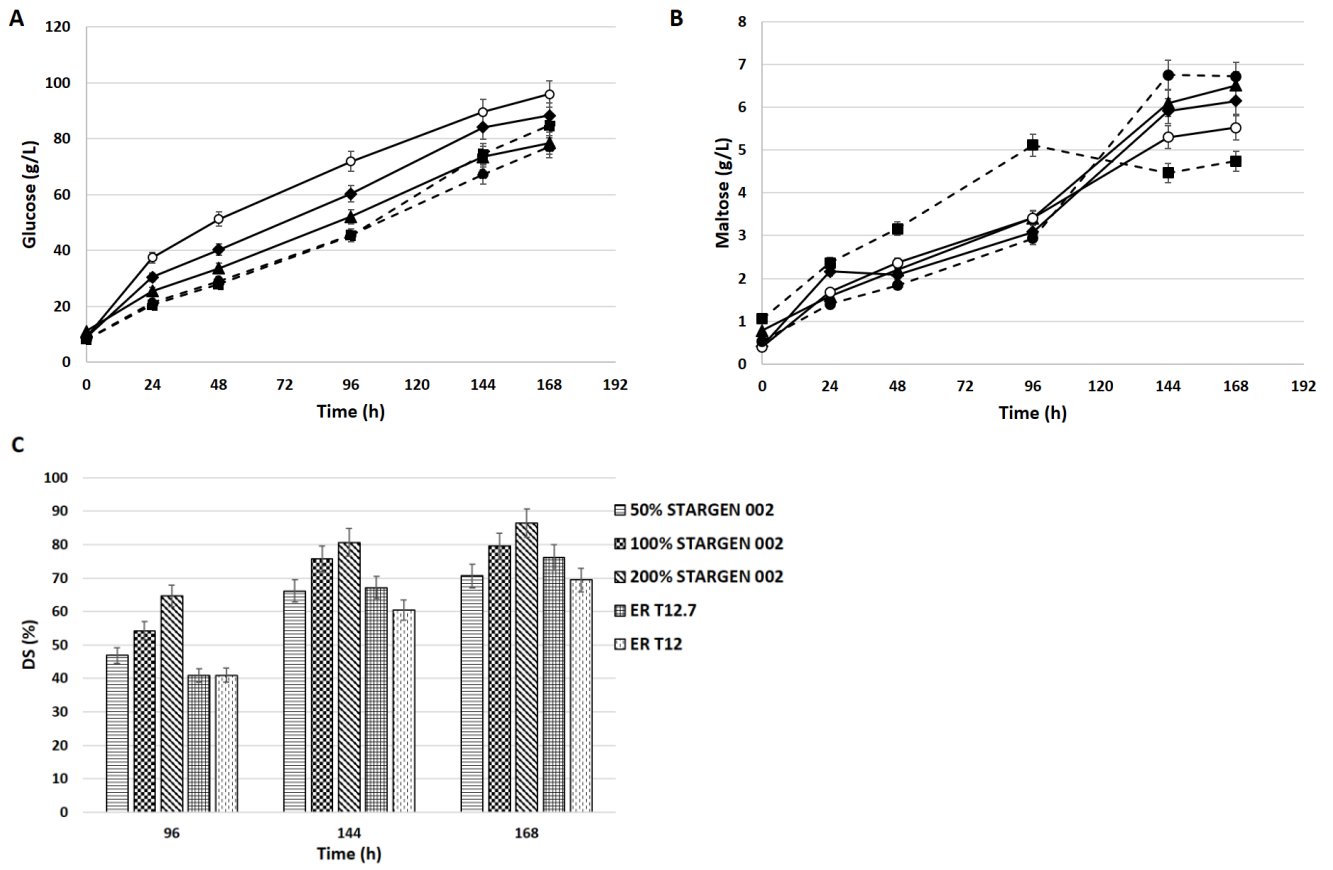 A
Glucose (g/L)
120
100
80
60
40
20
0
0 24 48 72 96 120 144 168 192
Time (h)
B
Maltose (g/L)
8
7
6
5
4
3
2
1
0
0 24 48 72 96 120 144 168 192
Time (h)
C
DS (%)
100
90
80
70
60
50
40
30
20
10
0
96 144 168
Time (h)
50% STARGEN 002
100% STARGEN 002
200% STARGEN 002
ER T12.7
ER T12